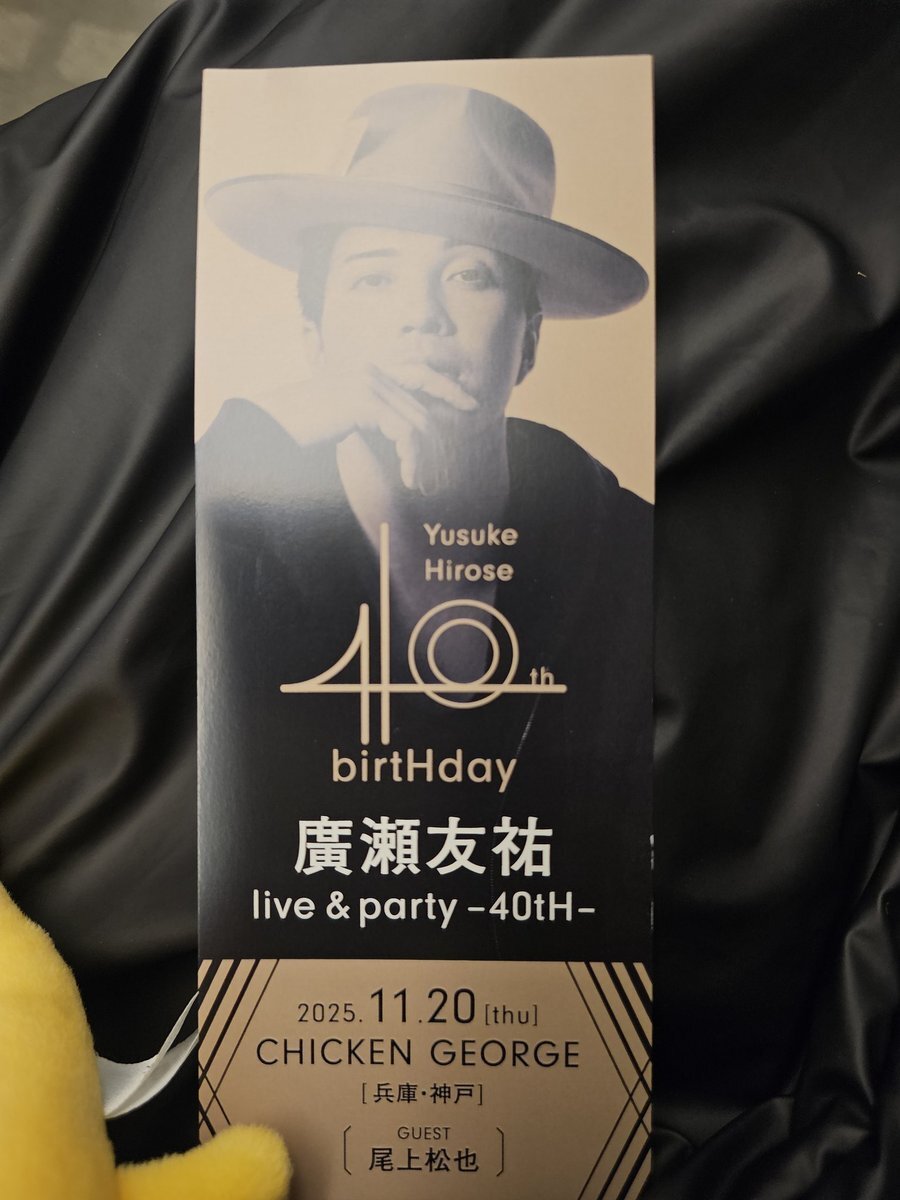 Yusuke
Hirose
40th
birtHday
廣瀬友祐
live & party -40tH-
2025.11.20 [thu]
CHICKEN GEORGE
[兵庫・神戸]
GUEST
尾上松也